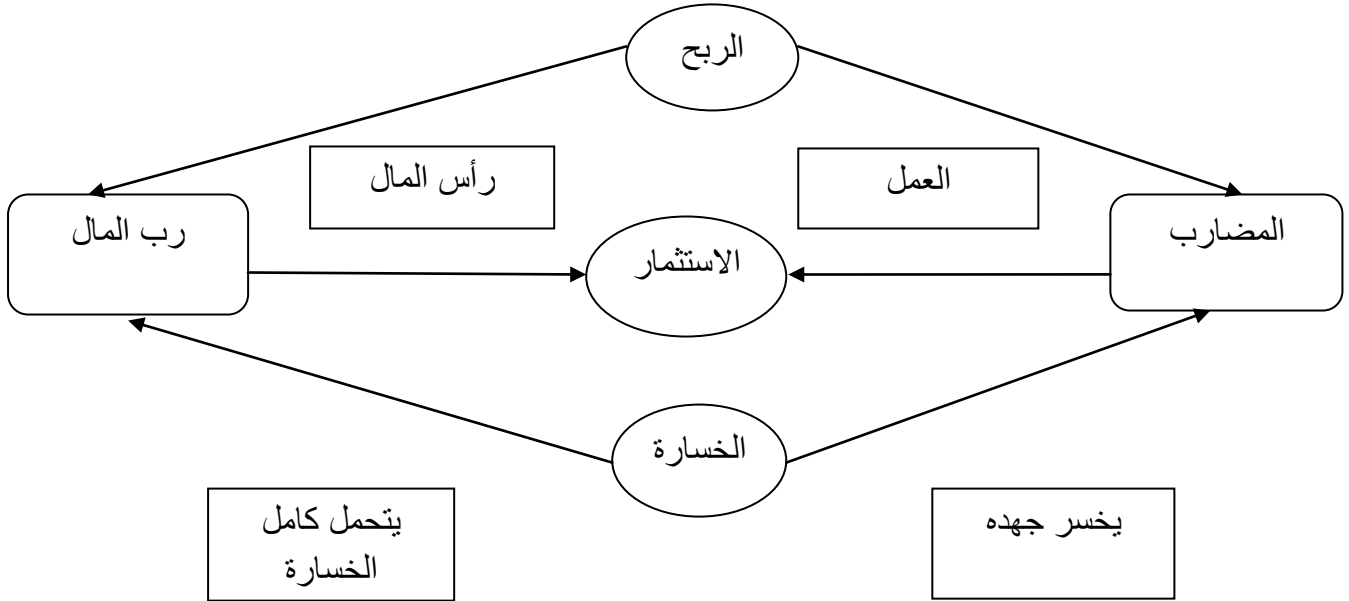 الربح
العمل
رأس المال
المضارب
الاستثمار
رب المال
الخسارة
يخسر جهده
يتحمل كامل
الخسارة